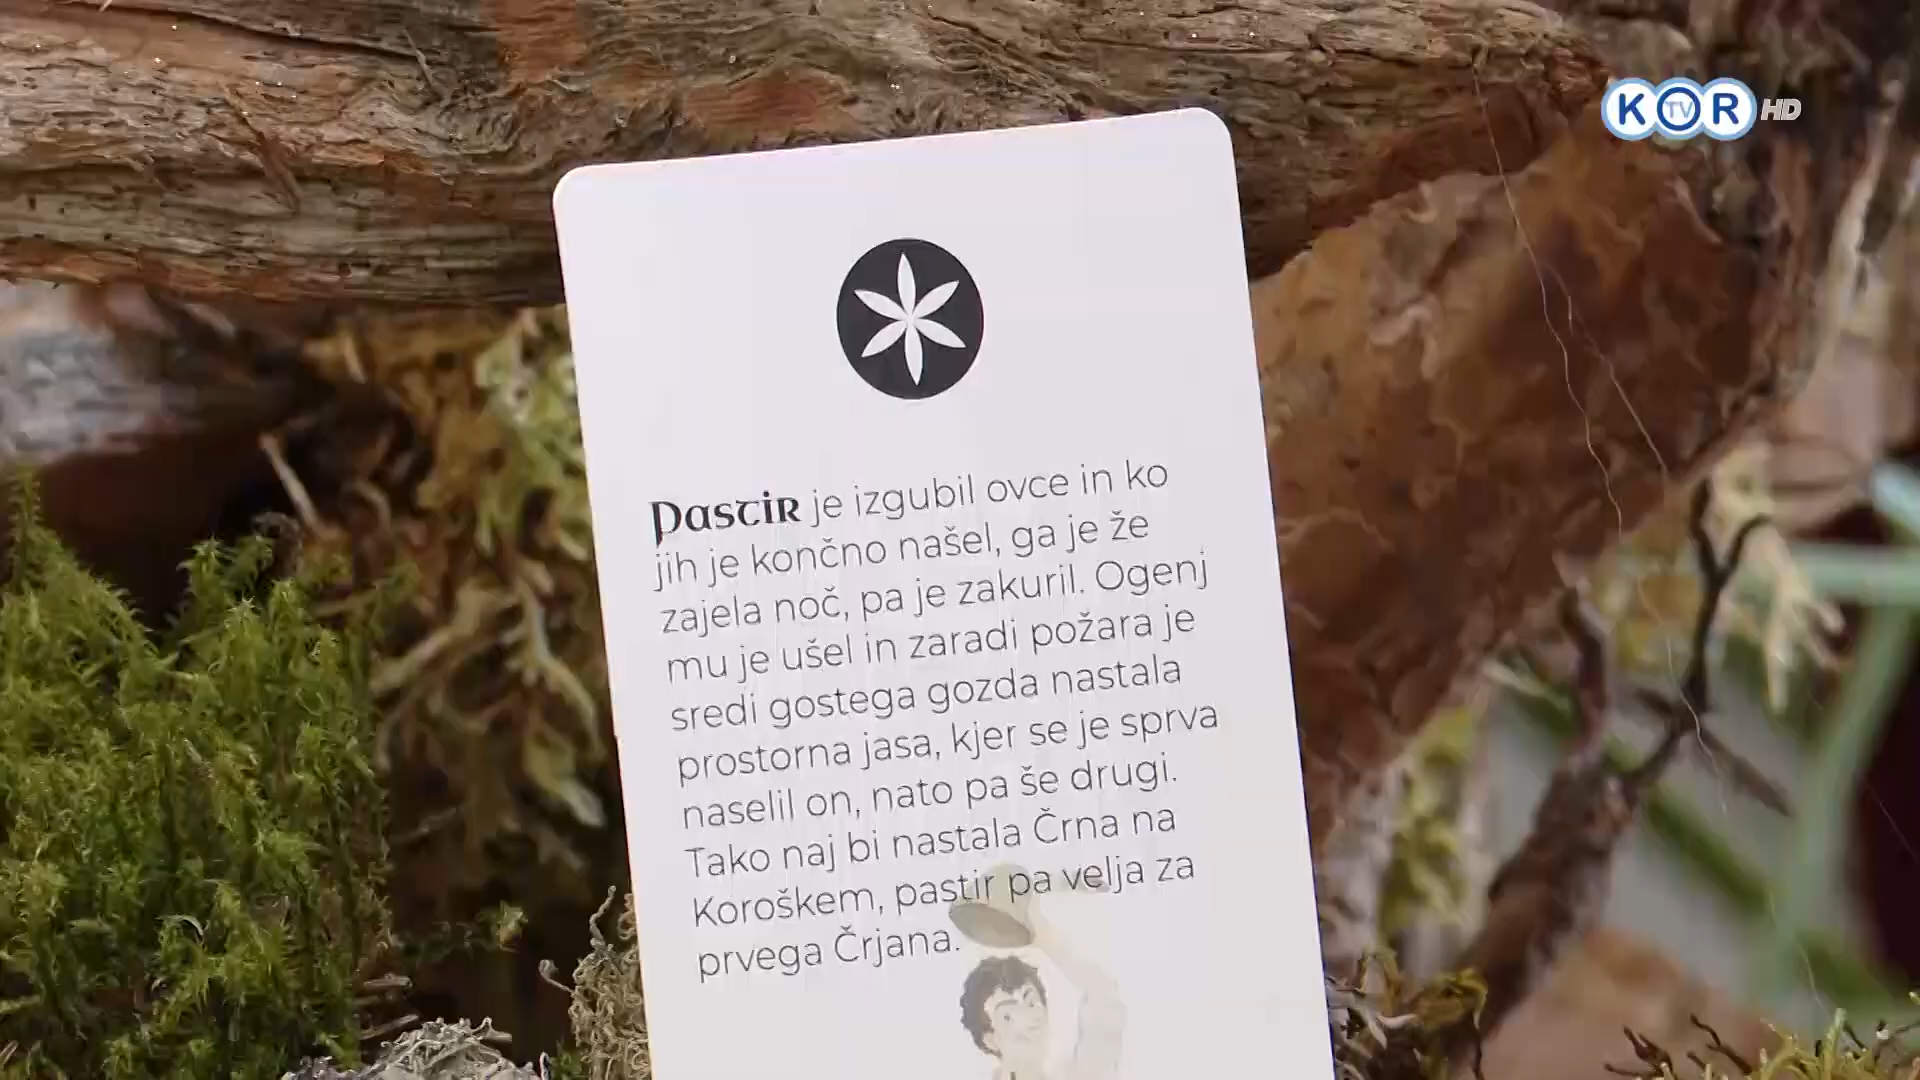 KOR TV HD
Pastir je izgubil ovce in ko
jih je končno našel, ga je že
zajela noč, pa je zakuril. Ogenj
mu je ušel in zaradi požara je
sredi gostega gozda nastala
prostorna jasa, kjer se je sprva
naselil on, nato pa še drugi.
Tako naj bi nastala Črna na
Koroškem, pastir pa velja za
prvega Črjana.